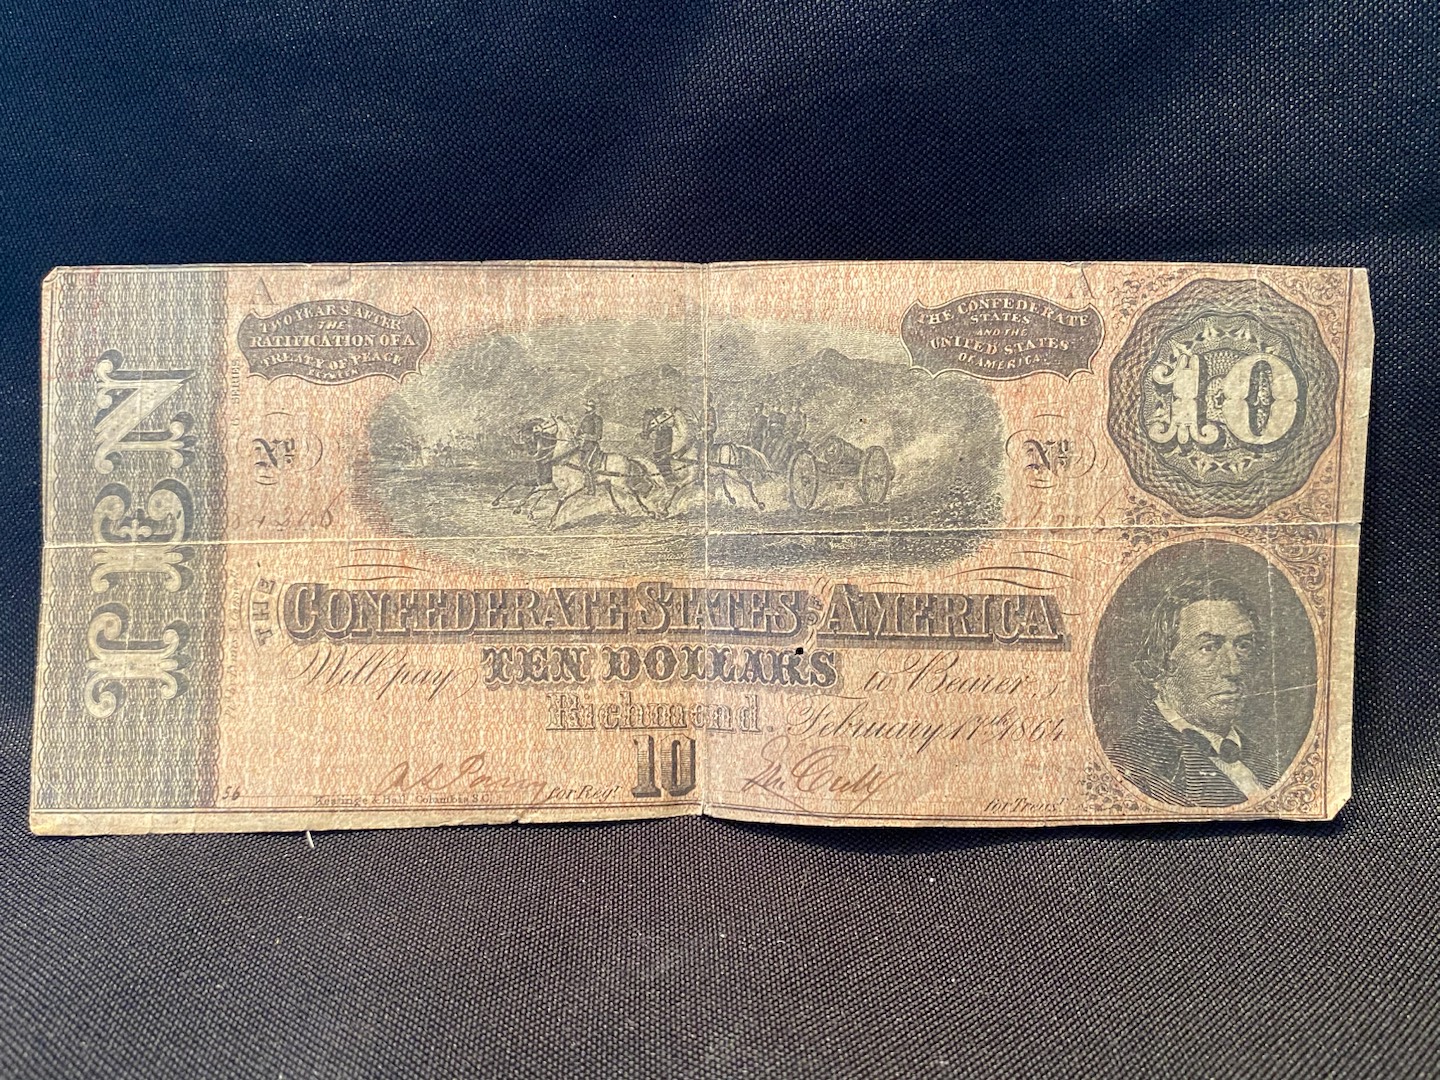 A
A
TWO YEARS AFTER
THE
RATIFICATION OF A
TREATY OF PEACE
BETWEEN
THE CONFEDERATE
STATES
AND THE
UNITED STATES
OF AMERICA.
10
TEN
No
No
THE
CONFEDERATE STATES OF AMERICA
Will pay TEN DOLLARS to Bearer
Richmond. February 17th 1864
10
for Regr
for Treasr
Keatinge & Ball, Columbia, S.C.